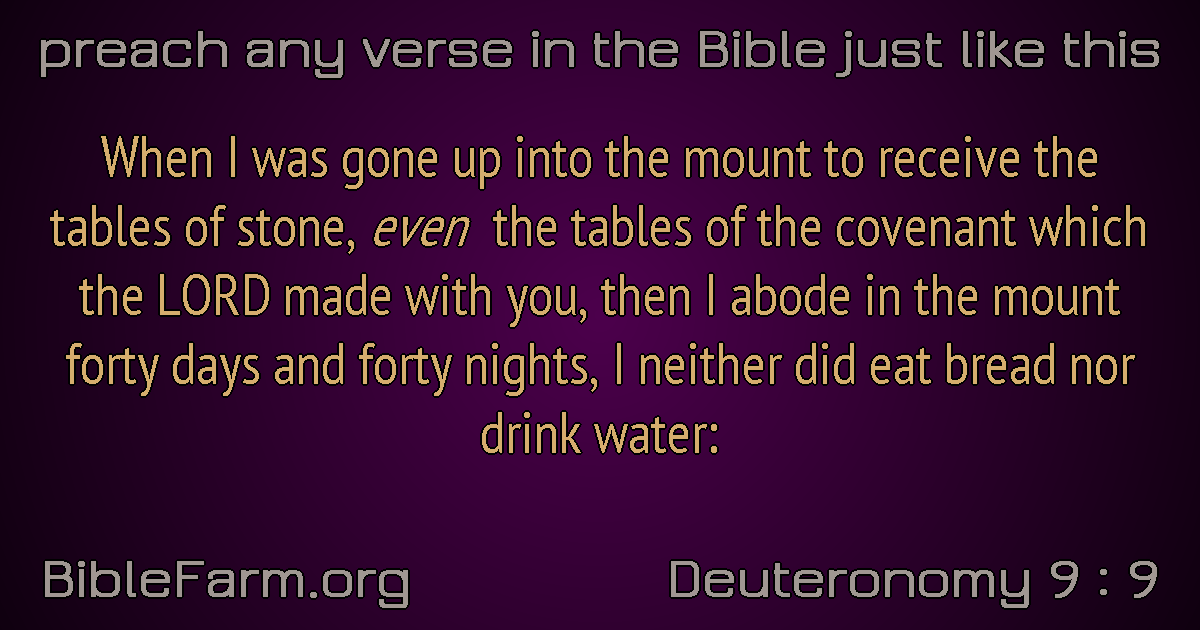 preach any verse in the Bible just like this
When I was gone up into the mount to receive the
tables of stone, even the tables of the covenant which
the LORD made with you, then I abode in the mount
forty days and forty nights, I neither did eat bread nor
drink water:
BibleFarm.org
Deuteronomy 9 : 9